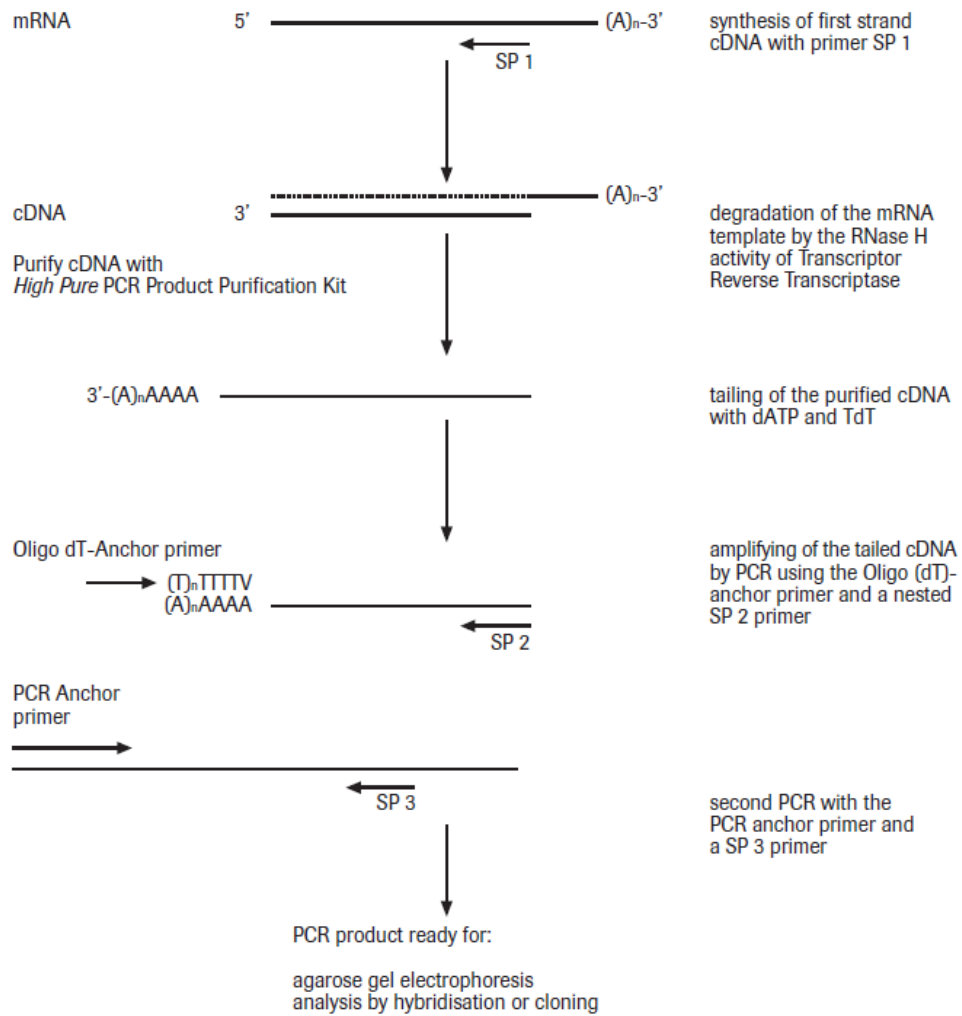 mRNA 5' (A)n-3' synthesis of first strand
cDNA with primer SP 1
SP 1
(A)n-3'
cDNA 3' degradation of the mRNA
template by the RNase H
activity of Transcriptor
Reverse Transcriptase
Purify cDNA with
High Pure PCR Product Purification Kit
3'-(A)nAAAA tailing of the purified cDNA
with dATP and TdT
Oligo dT-Anchor primer amplifying of the tailed cDNA
by PCR using the Oligo (dT)-
anchor primer and a nested
SP 2 primer
(T)nTTTTV
(A)nAAAA
SP 2
PCR Anchor
primer
SP 3 second PCR with the
PCR anchor primer and
a SP 3 primer
PCR product ready for:
agarose gel electrophoresis
analysis by hybridisation or cloning